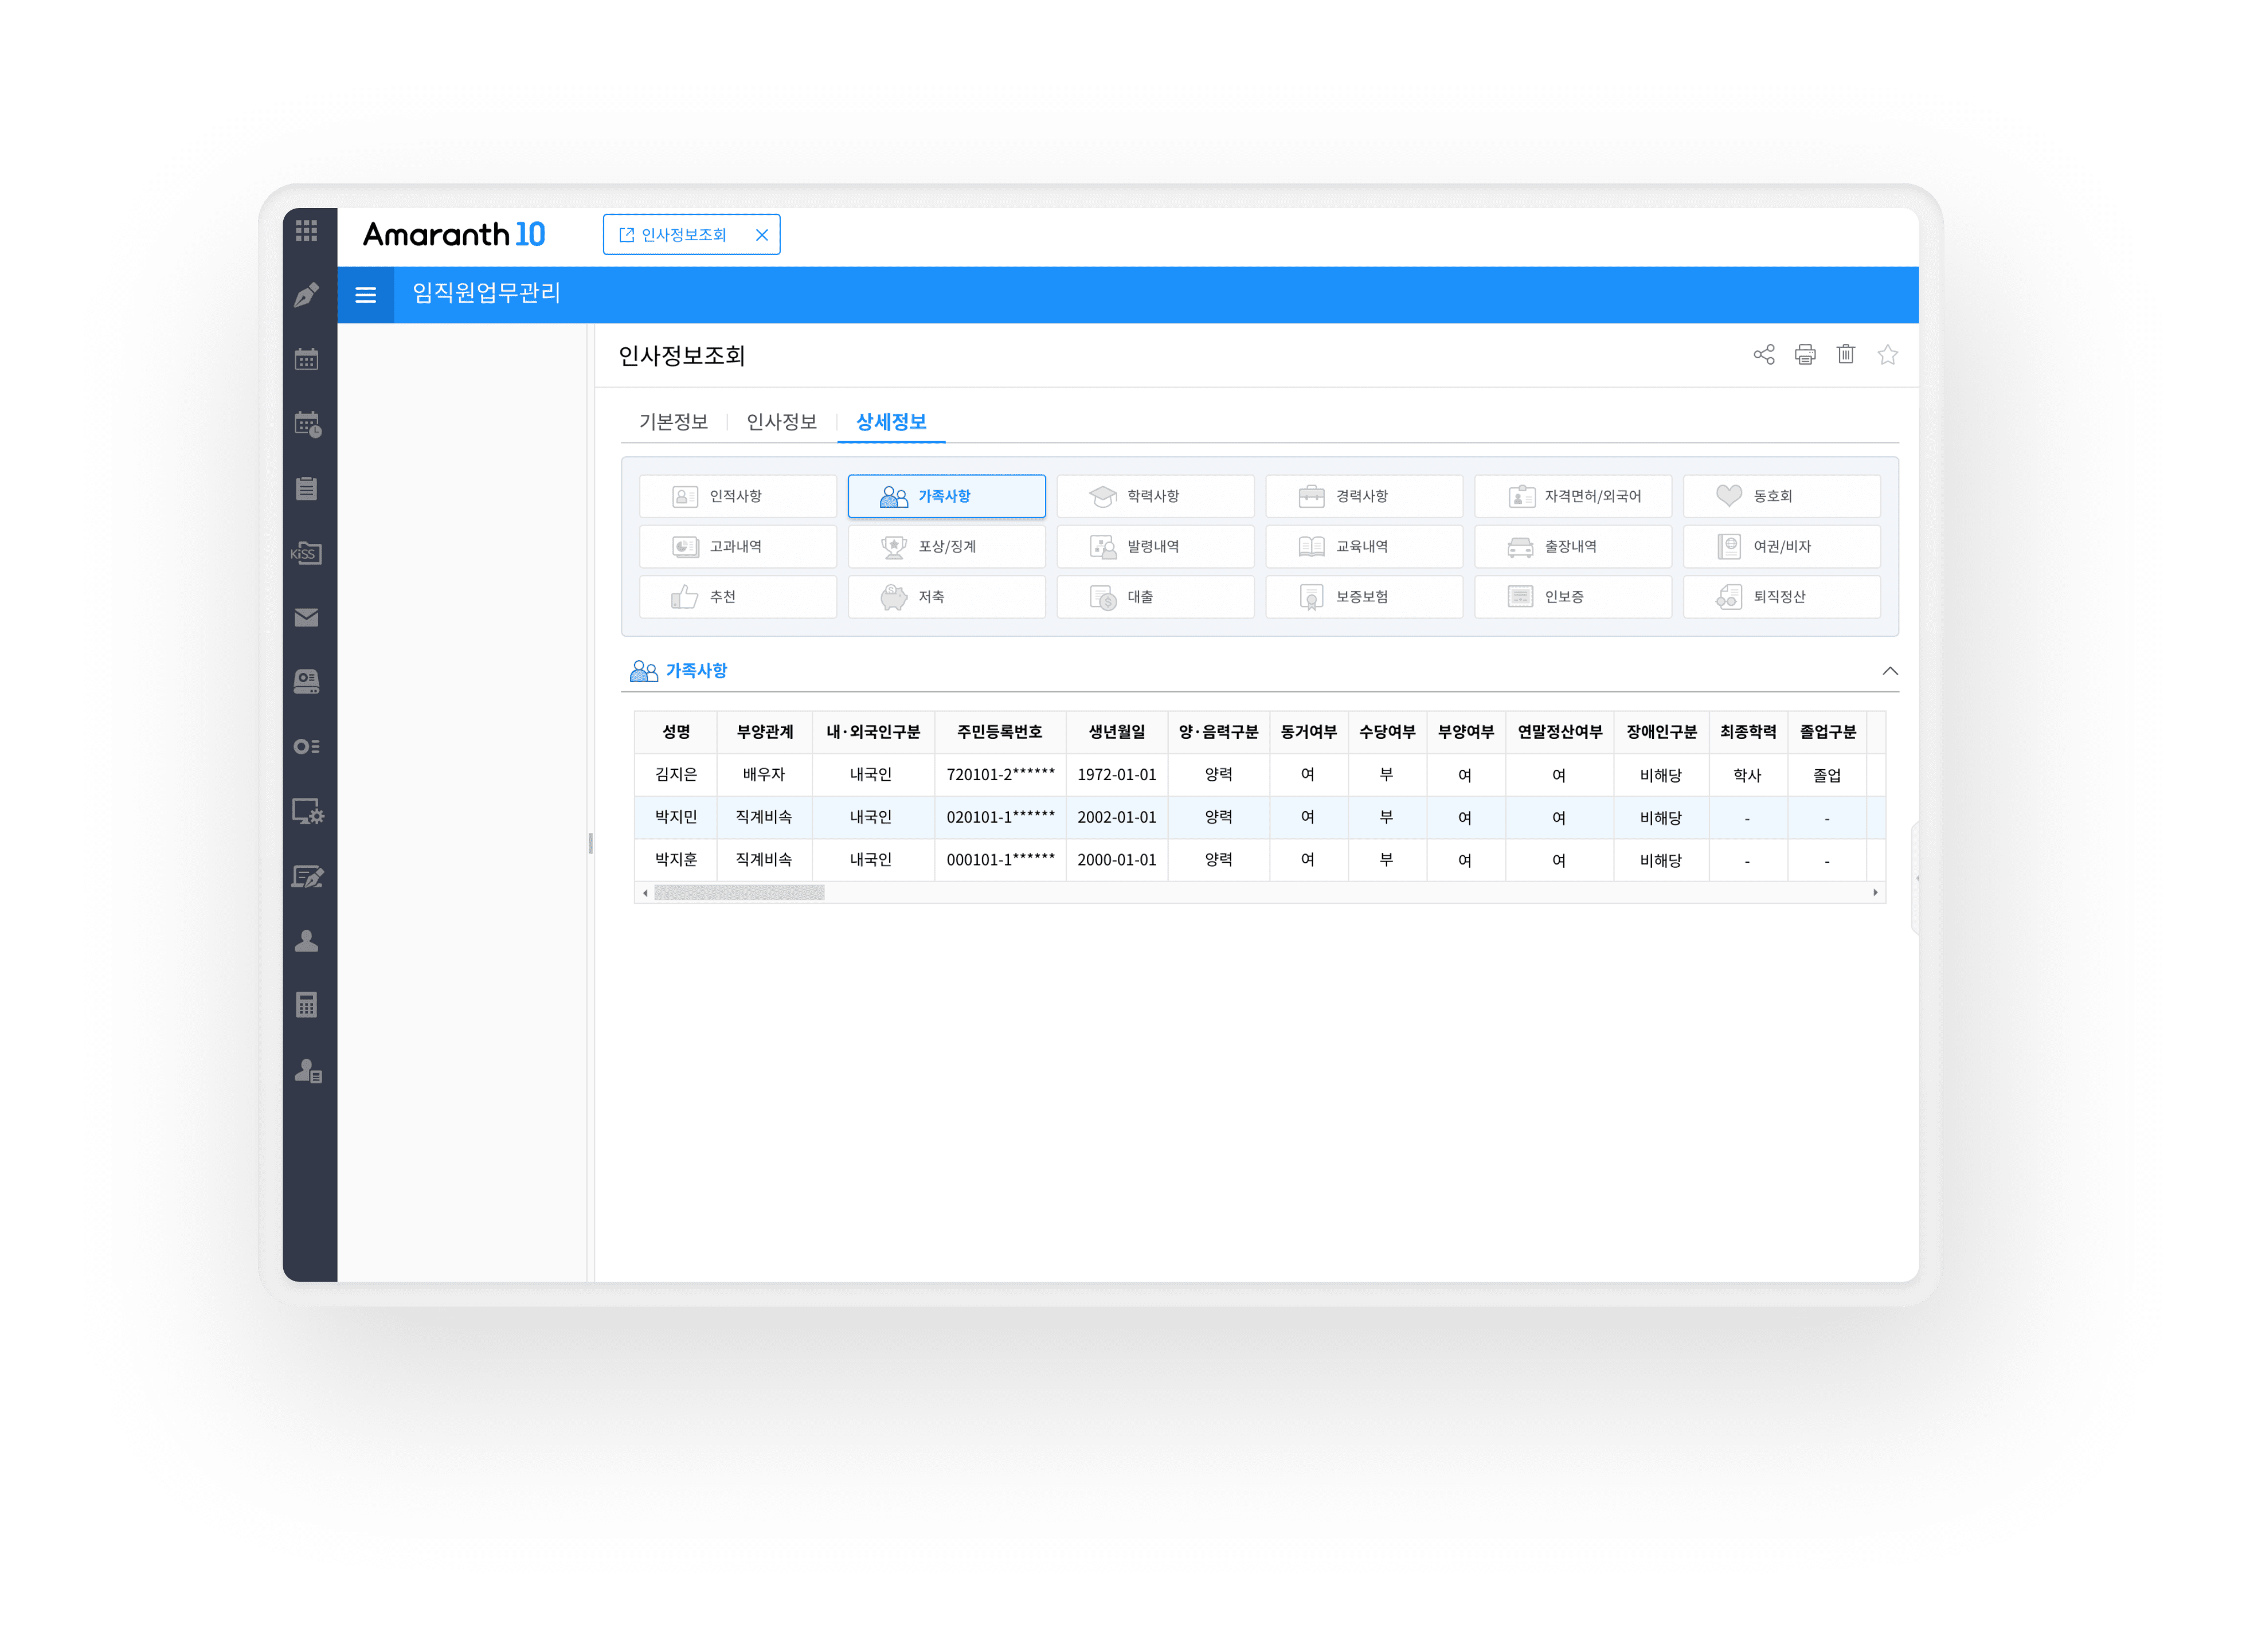 Amaranth 10
인사정보조회
임직원업무관리
인사정보조회
기본정보 인사정보 상세정보
인적사항 가족사항 학력사항 경력사항 자격면허/외국어 동호회
고과내역 포상/징계 발령내역 교육내역 출장내역 여권/비자
추천 저축 대출 보증보험 인보증 퇴직정산
KiSS
가족사항
성명 부양관계 내·외국인구분 주민등록번호 생년월일 양·음력구분 동거여부 수당여부 부양여부 연말정산여부 장애인구분 최종학력 졸업구분
김지은 배우자 내국인 720101-2****** 1972-01-01 양력 여 부 여 여 비해당 학사 졸업
박지민 직계비속 내국인 020101-1****** 2002-01-01 양력 여 부 여 여 비해당 - -
박지훈 직계비속 내국인 000101-1****** 2000-01-01 양력 여 부 여 여 비해당 - -